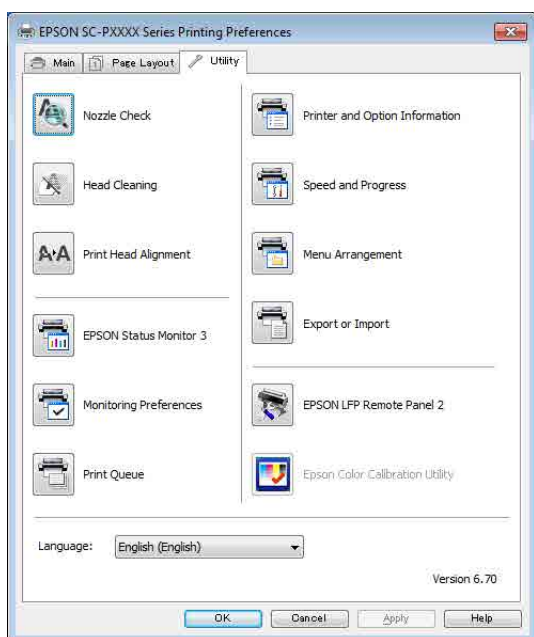 EPSON SC-PXXXX Series Printing Preferences
Main
Page Layout
Utility
Nozzle Check
Head Cleaning
Print Head Alignment
EPSON Status Monitor 3
Monitoring Preferences
Print Queue
Printer and Option Information
Speed and Progress
Menu Arrangement
Export or Import
EPSON LFP Remote Panel 2
Epson Color Calibration Utility
Language: English (English)
Version 6.70
OK Cancel Apply Help